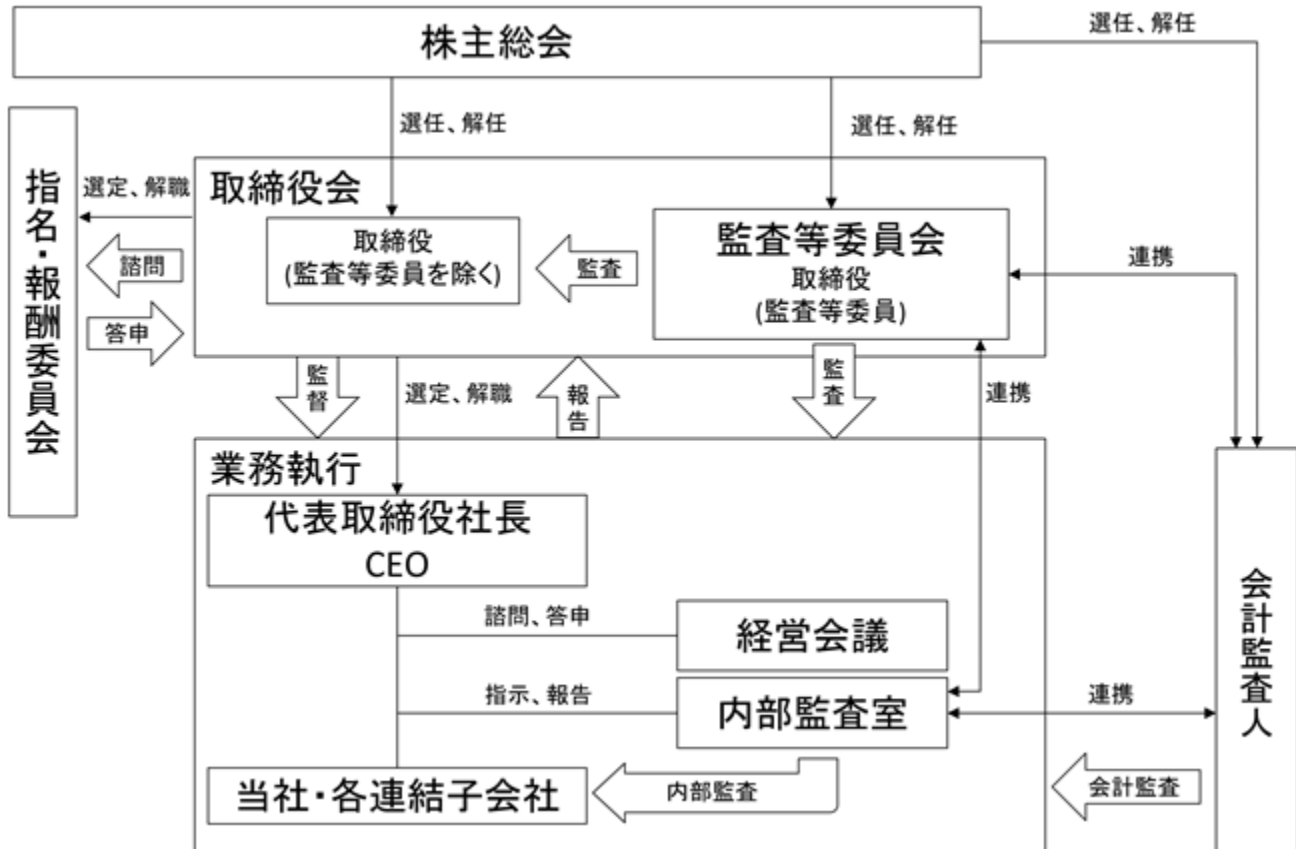 株主総会
選任、解任
選任、解任
選任、解任
指名・報酬委員会
選定、解職
諮問
答申
取締役会
取締役
(監査等委員を除く)
監査
監査等委員会
取締役
(監査等委員)
連携
監督
選定、解職
報告
監査
連携
業務執行
代表取締役社長
CEO
諮問、答申
経営会議
指示、報告
内部監査室
連携
当社・各連結子会社
内部監査
会計監査
会計監査人